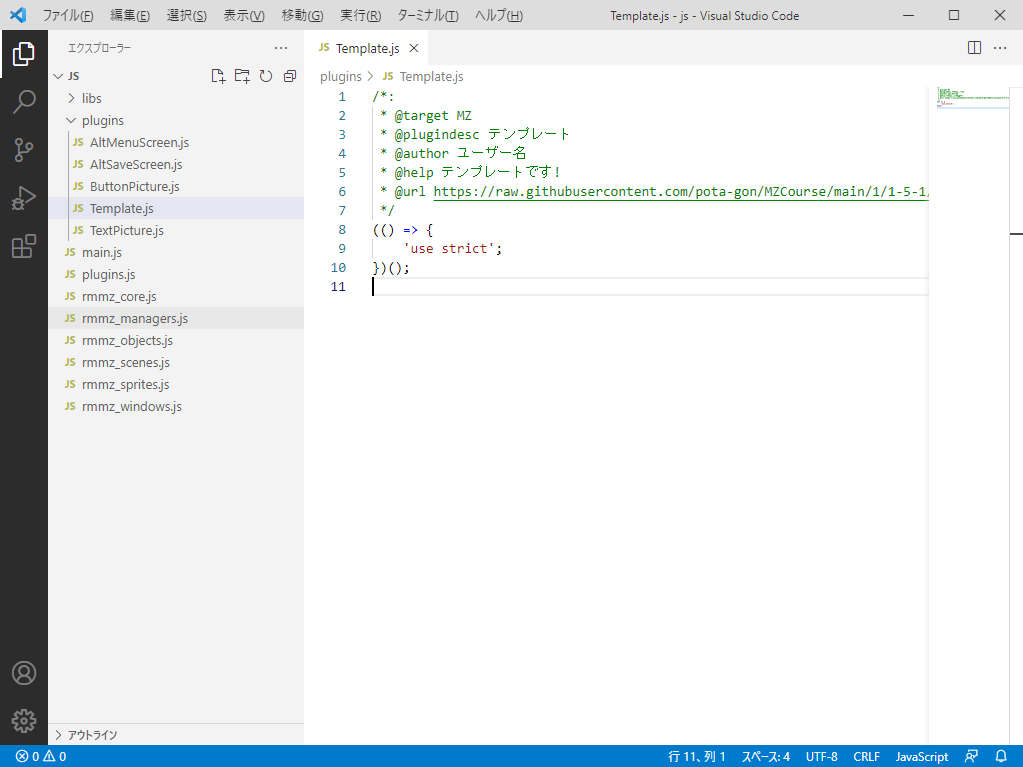 ファイル(F) 編集(E) 選択(S) 表示(V) 移動(G) 実行(R) ターミナル(T) ヘルプ(H) Template.js - js - Visual Studio Code
エクスプローラー ···
JS
libs
plugins
JS AltMenuScreen.js
JS AltSaveScreen.js
JS ButtonPicture.js
JS Template.js
JS TextPicture.js
JS main.js
JS plugins.js
JS rmmz_core.js
JS rmmz_managers.js
JS rmmz_objects.js
JS rmmz_scenes.js
JS rmmz_sprites.js
JS rmmz_windows.js
アウトライン
JS Template.js ×
plugins > JS Template.js
1 /*:
2 * @target MZ
3 * @plugindesc テンプレート
4 * @author ユーザー名
5 * @help テンプレートです!
6 * @url https://raw.githubusercontent.com/pota-gon/MZCourse/main/1/1-5-1/
7 */
8 (() => {
9 'use strict';
10 })();
11
0 0 行 11、列 1 スペース: 4 UTF-8 CRLF JavaScript